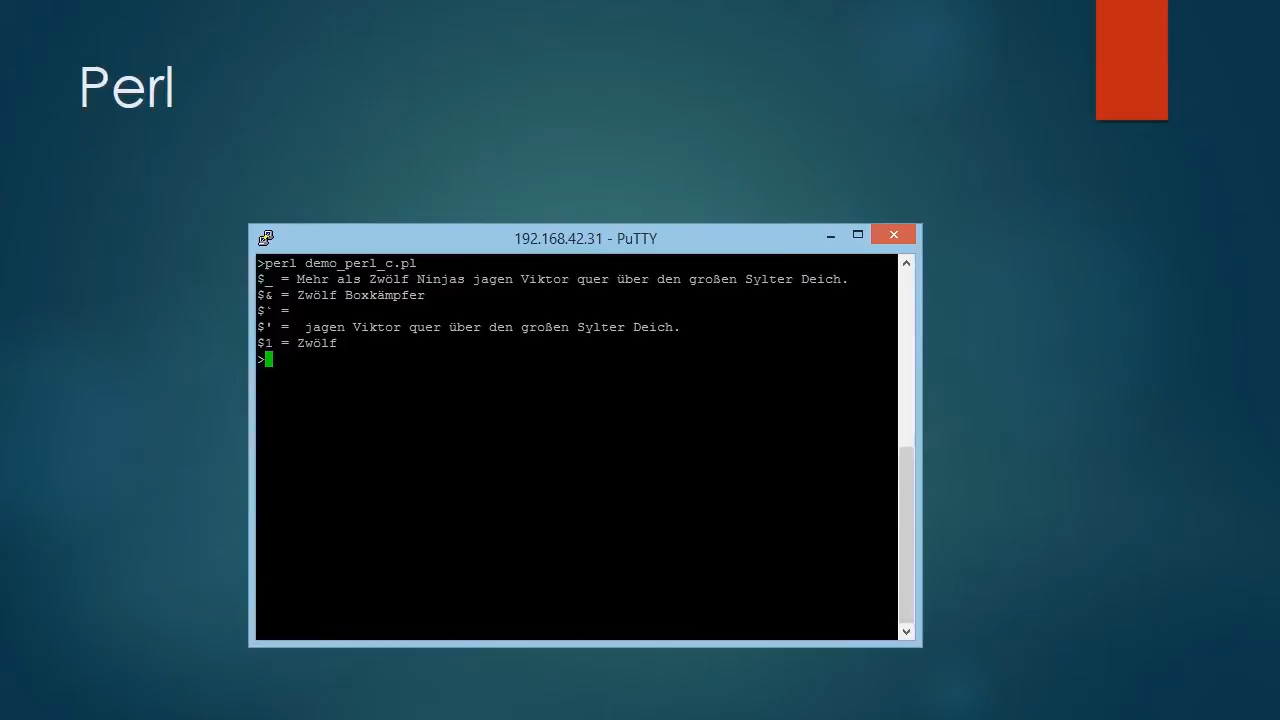 Perl
192.168.42.31 - PuTTY
>perl demo_perl_c.pl
$_ = Mehr als Zwölf Ninjas jagen Viktor quer über den großen Sylter Deich.
$& = Zwölf Boxkämpfer
$` =
$' =  jagen Viktor quer über den großen Sylter Deich.
$1 = Zwölf
>